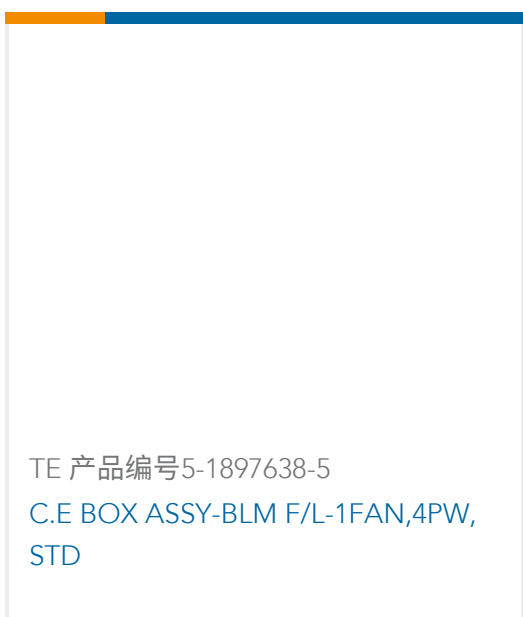 TE 产品编号5-1897638-5
C.E BOX ASSY-BLM F/L-1FAN,4PW,
STD